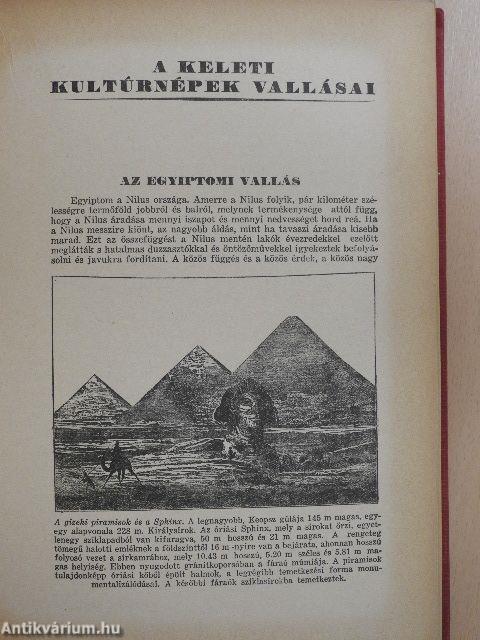 A KELETI
KULTÚRNÉPEK VALLÁSAI
AZ EGYIPTOMI VALLÁS
Egyiptom a Nilus országa. Amerre a Nilus folyik, pár kilométer szé-
lességre termőföld jobbról és balról, melynek termékenysége attól függ,
hogy a Nilus áradása mennyi iszapot és mennyi nedvességet hord reá. Ha
a Nilus messzire kiönt, az nagyobb áldás, mint ha tavaszi áradása kisebb
marad. Ezt az összefüggést a Nilus mentén lakók évezredekkel ezelőtt
meglátták s hatalmas duzzasztókkal és öntözőművekkel igyekeztek befolyá-
solni és javukra fordítani. A közös függés és a közös érdek, a közös nagy
A gizehi piramisok és a Sphinx. A legnagyobb, Keopsz gúlája 145 m magas, egy-
egy alapvonala 228 m. Királysírok. Az óriási Sphinx, mely a sírokat őrzi, egyet-
lenegy sziklapadból van kifaragva, 50 m hosszú és 21 m magas. A rengeteg
tömegű halotti emléknek a földszinttől 16 m -nyire van a bejárata, ahonnan hosszú
folyosó vezet a sírkamrához, mely 10.43 m hosszú, 5.20 m széles és 5.81 m ma-
gas helyiség. Ebben nyugodott gránitkoporsóban a fáraó múmiája. A piramisok
tulajdonképp óriási kőből épült halmok, a legrégibb temetkezési forma monu-
mentalizálódásai. A későbbi fáraók sziklasírokba temetkeztek.
Antikvárium.hu